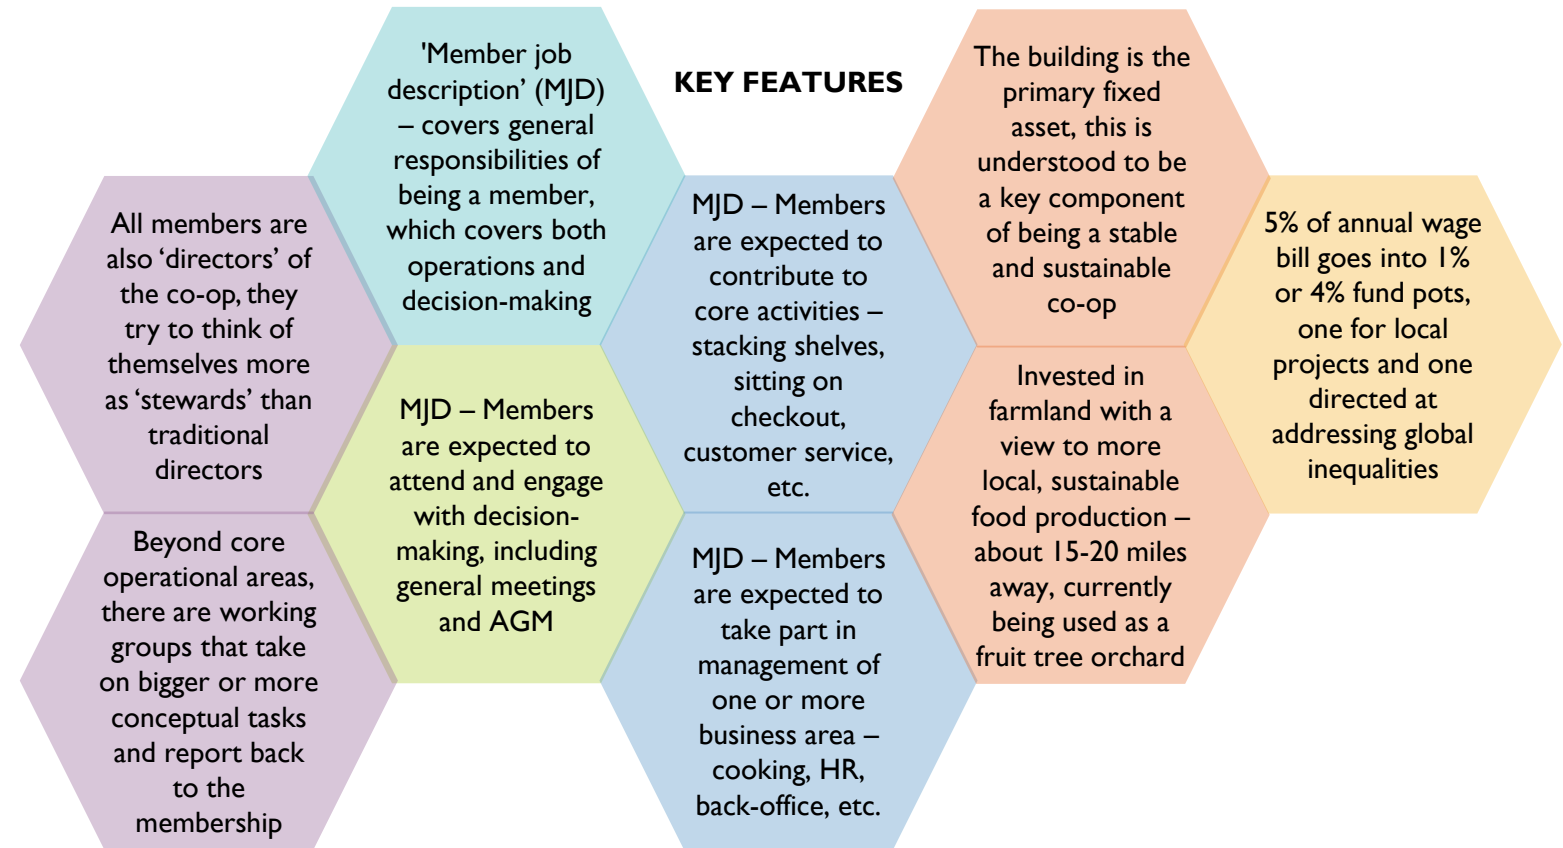 KEY FEATURES
All members are
also ‘directors’ of
the co-op, they
try to think of
themselves more
as ‘stewards’ than
traditional
directors
Beyond core
operational areas,
there are working
groups that take
on bigger or more
conceptual tasks
and report back
to the
membership
'Member job
description’ (MJD)
– covers general
responsibilities of
being a member,
which covers both
operations and
decision-making
MJD – Members
are expected to
attend and engage
with decision-
making, including
general meetings
and AGM
MJD – Members
are expected to
contribute to
core activities –
stacking shelves,
sitting on
checkout,
customer service,
etc.
MJD – Members
are expected to
take part in
management of
one or more
business area –
cooking, HR,
back-office, etc.
The building is the
primary fixed
asset, this is
understood to be
a key component
of being a stable
and sustainable
co-op
Invested in
farmland with a
view to more
local, sustainable
food production –
about 15-20 miles
away, currently
being used as a
fruit tree orchard
5% of annual wage
bill goes into 1%
or 4% fund pots,
one for local
projects and one
directed at
addressing global
inequalities